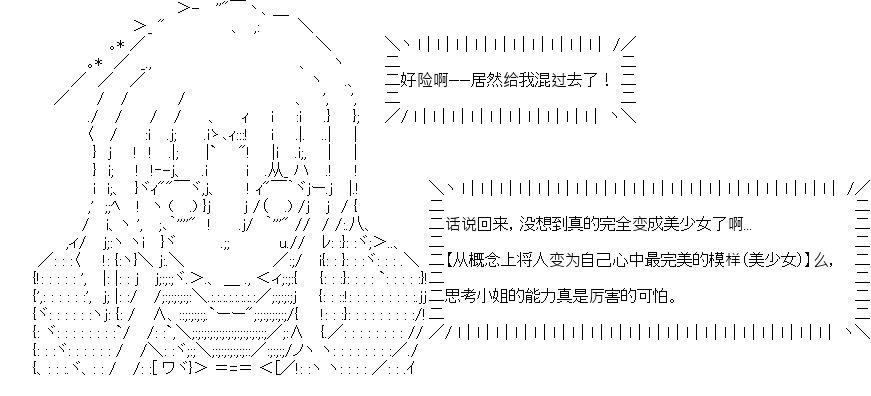 好险啊──居然给我混过去了！
话说回来，没想到真的完全变成美少女了啊...
【从概念上将人变为自己心中最完美的模样(美少女)】么，
思考小姐的能力真是厉害的可怕。